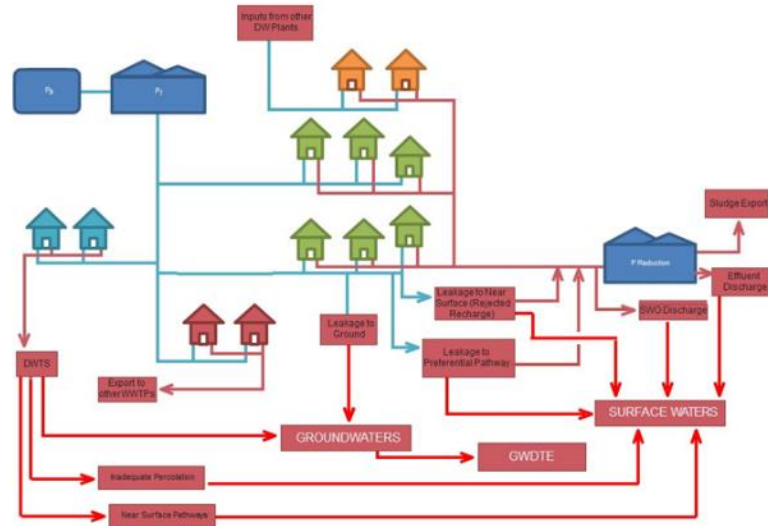 Inputs from other
DW Plants
Sludge Export
P Reduction
Effluent
Discharge
Leakage to Near
Surface (Rejected
Recharge)
SWO Discharge
Leakage to
Ground
Leakage to
Preferential Pathway
DWTS
Export to
other WWTPs
SURFACE WATERS
GROUNDWATERS
GWDTE
Inadequate Percolation
Near Surface Pathways